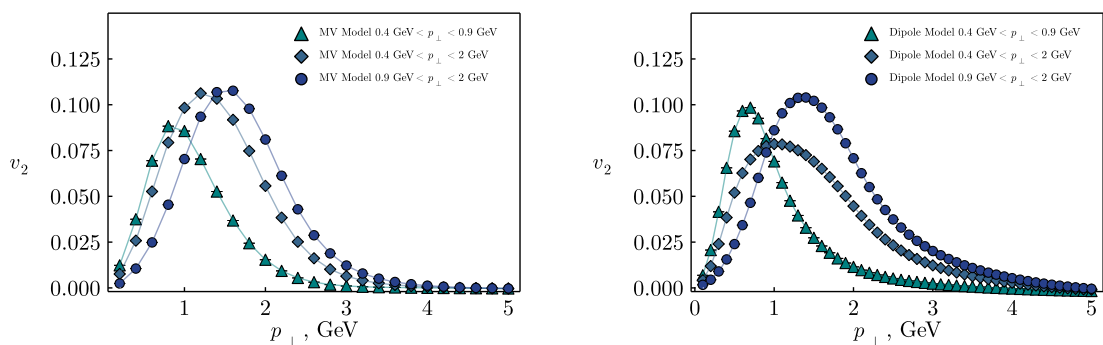 MV Model 0.4 GeV < p⊥ < 0.9 GeV
MV Model 0.4 GeV < p⊥ < 2 GeV
MV Model 0.9 GeV < p⊥ < 2 GeV
0.125
0.100
0.075
0.050
0.025
0.000
v₂
1 2 3 4 5
p⊥ , GeV
Dipole Model 0.4 GeV < p⊥ < 0.9 GeV
Dipole Model 0.4 GeV < p⊥ < 2 GeV
Dipole Model 0.9 GeV < p⊥ < 2 GeV
0.125
0.100
0.075
0.050
0.025
0.000
v₂
0 1 2 3 4 5
p⊥ , GeV